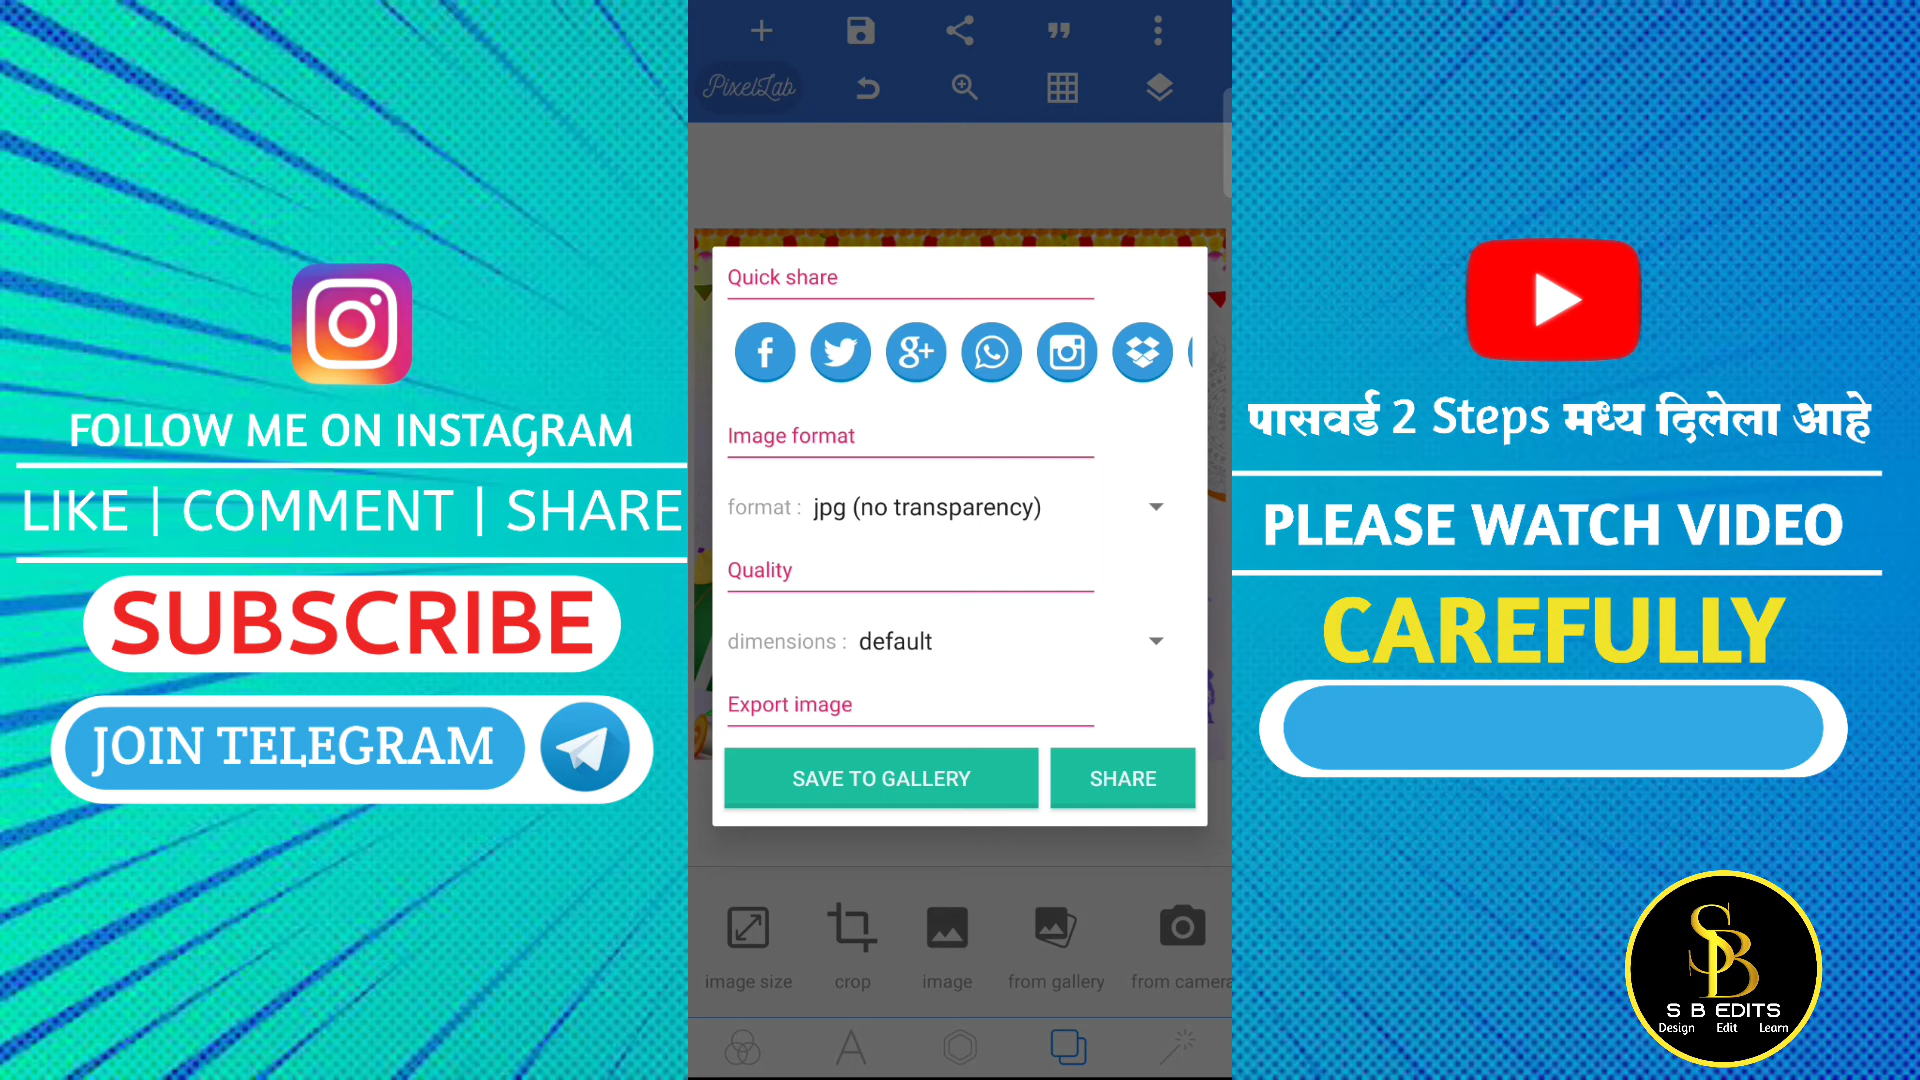 FOLLOW ME ON INSTAGRAM
LIKE | COMMENT | SHARE
SUBSCRIBE
JOIN TELEGRAM
PixelLab
Quick share
Image format
format : jpg (no transparency)
Quality
dimensions : default
Export image
SAVE TO GALLERY SHARE
image size crop image from gallery from camera
पासवर्ड 2 Steps मध्य दिलेला आहे
PLEASE WATCH VIDEO
CAREFULLY
SB
S B EDITS
Design Edit Learn